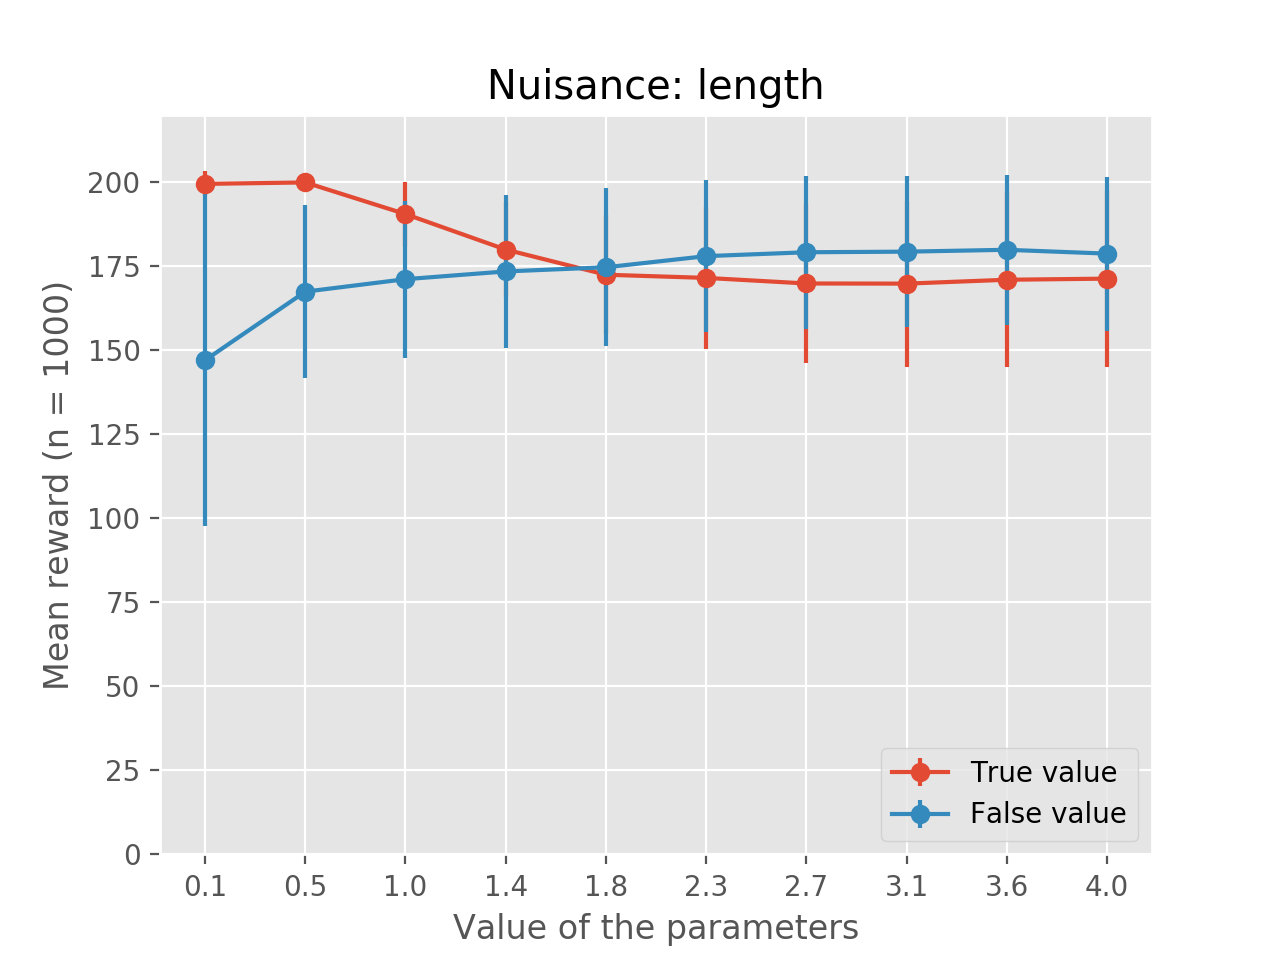 Nuisance: length
Mean reward (n = 1000)
200
175
150
125
100
75
50
25
0
True value
False value
0.1 0.5 1.0 1.4 1.8 2.3 2.7 3.1 3.6 4.0
Value of the parameters